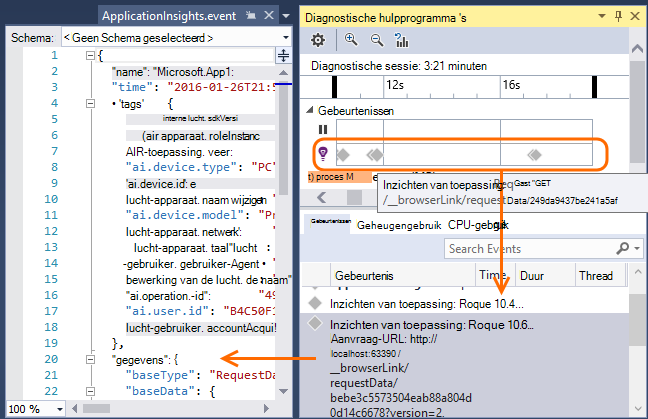 ApplicationInsights.event
Schema: < Geen Schema geselecteerd >
1 {
2 "name": "Microsoft.App1:
3 "time": "2016-01-26T21:5
4 • 'tags' {
5 interne lucht. sdkVersi
6 (air apparaat. roleInstanc
7 AIR-toepassing. veer:
8 "ai.device.type": "PC"
9 'ai.device.id': e
10 lucht-apparaat. naam wijzigen "
11 "ai.device.model": "Pr
12 lucht-apparaat. netwerk':
13 lucht-apparaat. taal"lucht :
14 -gebruiker. gebruiker-Agent • "
15 bewerking van de lucht. de naam"
16 "ai.operation.-id": "49
17 "ai.user.id": "B4C50F1
18 lucht-gebruiker. accountAcqui!
19 },
20 "gegevens": {
21 "baseType": "RequestDa
22 "baseData": {
100 %
Diagnostische hulpprogramma 's
Diagnostische sessie: 3:21 minuten
12s 16s
Gebeurtenissen
t) proces M
Inzichten van toepassing: Gast "GET
/__browserLink/requestData/249da9437be241a5af
Gebeurtenissen Geheugengebruik CPU-gebruik
Search Events
Gebeurtenis Time Duur Thread
Inzichten van toepassing: Roque 10.4...
Inzichten van toepassing: Roque 10.6...
Aanvraag-URL: http://
localhost:63390 /
__browserLink/
requestData/
bebe3c5573504eab88a804d
0d14c6678?version=2.